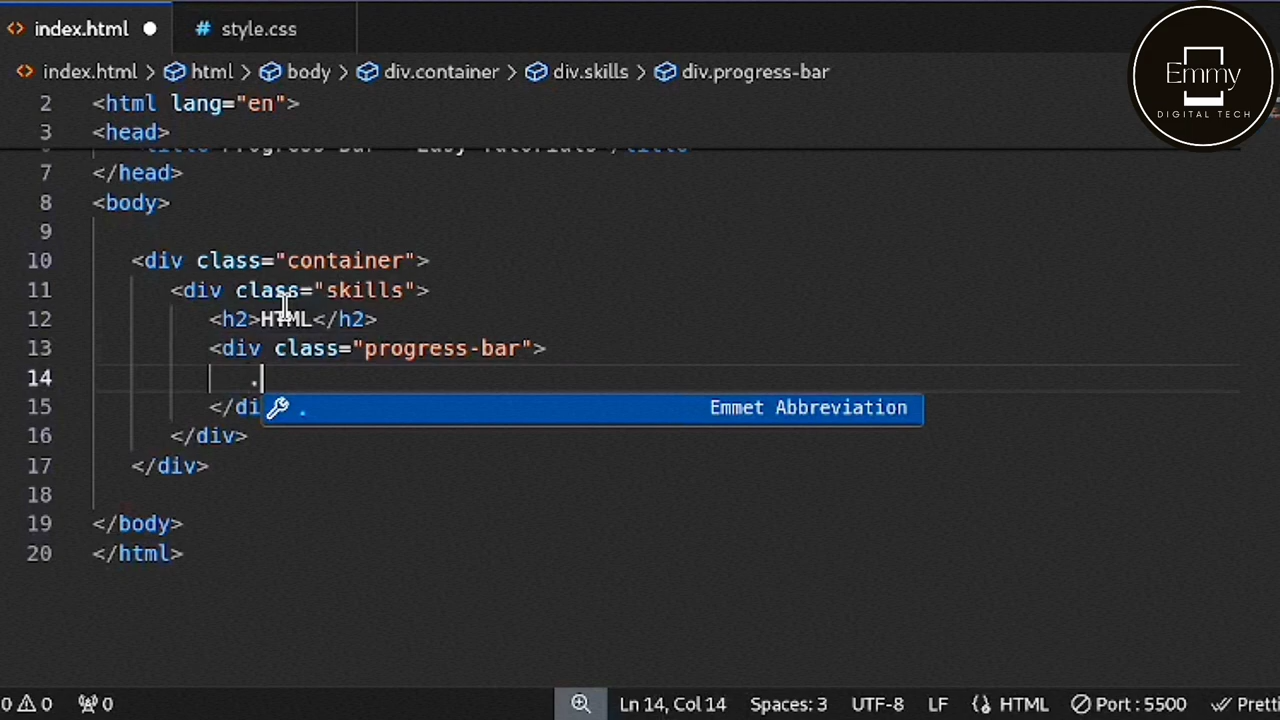 index.html
style.css
index.html > html > body > div.container > div.skills > div.progress-bar
Emmy
DIGITAL TECH
2 <html lang="en">
3 <head>
7 </head>
8 <body>
9
10 <div class="container">
11 <div class="skills">
12 <h2>HTML</h2>
13 <div class="progress-bar">
14 .
. Emmet Abbreviation
15 </di
16 </div>
17 </div>
18
19 </body>
20 </html>
0 0 0 Ln 14, Col 14 Spaces: 3 UTF-8 LF HTML Port : 5500 Pretti